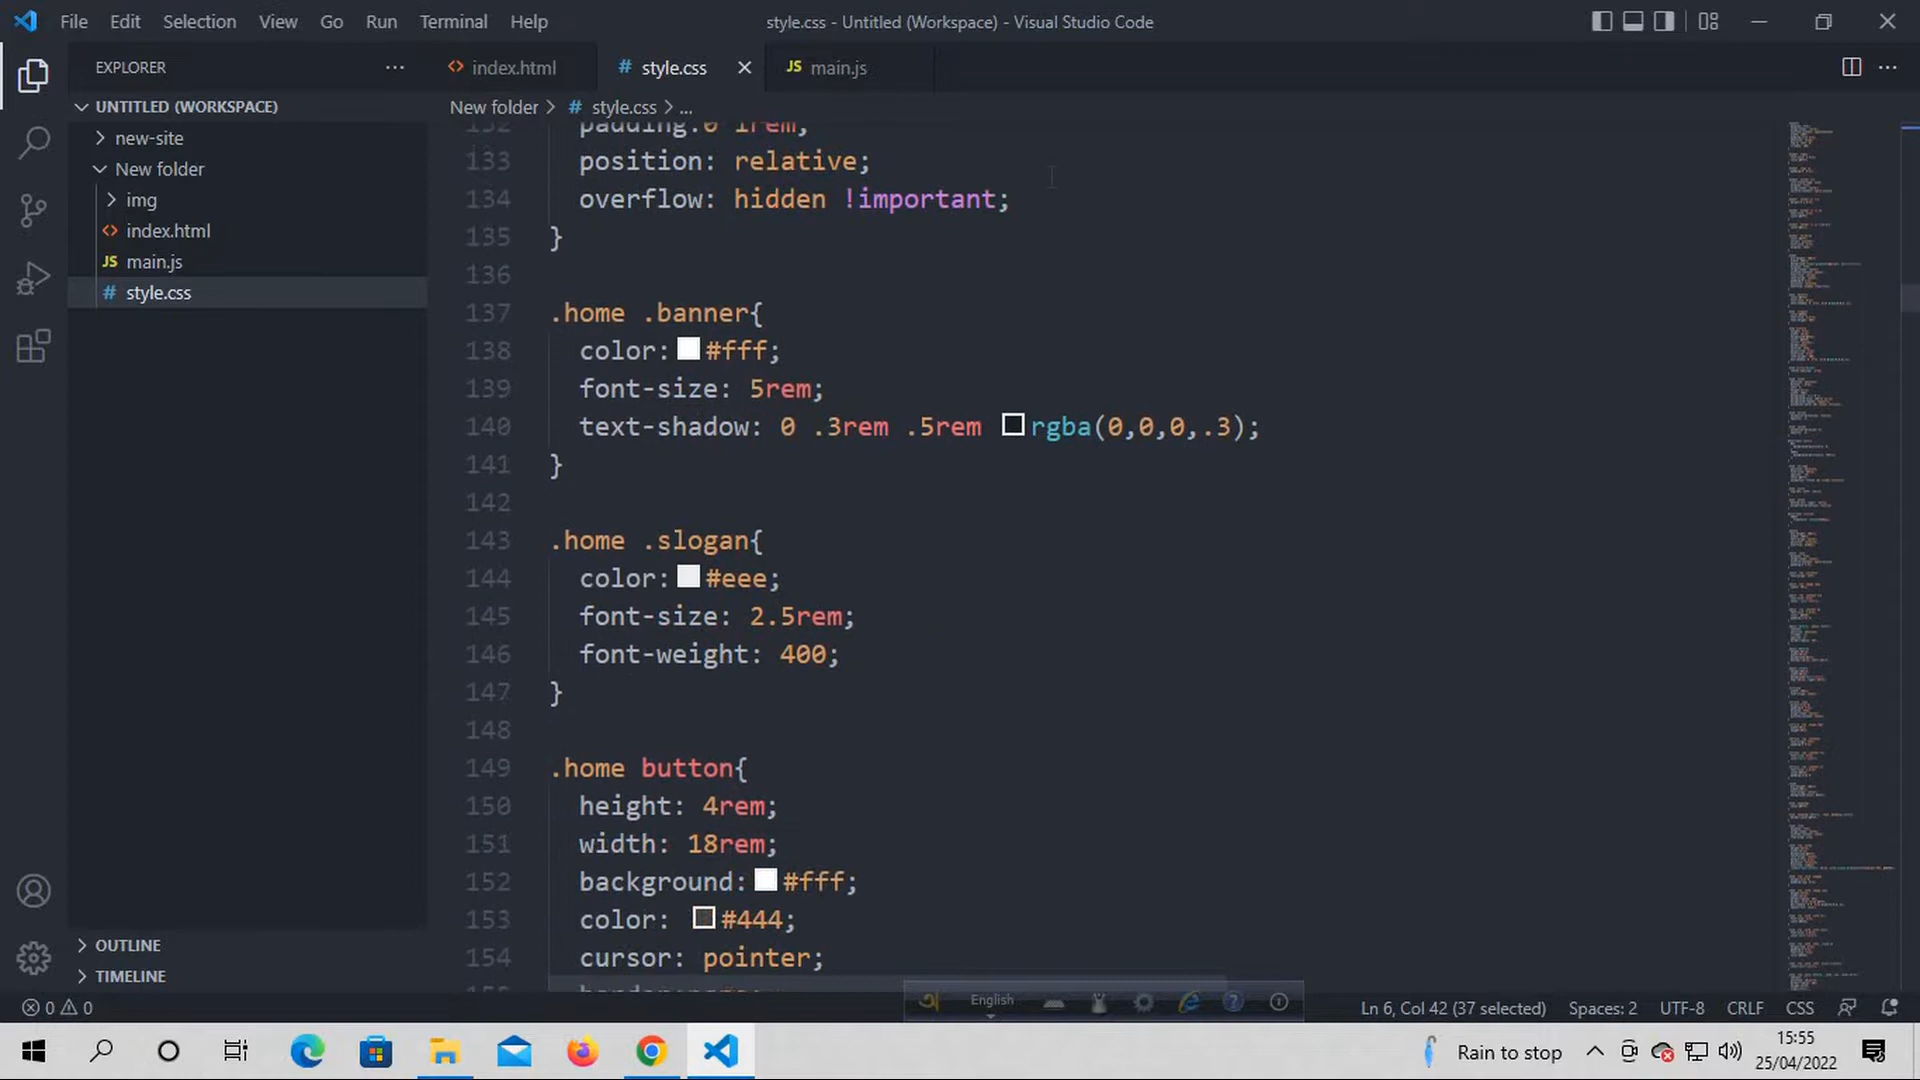 File Edit Selection View Go Run Terminal Help
style.css - Untitled (Workspace) - Visual Studio Code
EXPLORER
UNTITLED (WORKSPACE)
new-site
New folder
img
index.html
main.js
style.css
OUTLINE
TIMELINE
index.html
style.css
main.js
New folder > style.css > ...
132 padding:0 1rem;
133 position: relative;
134 overflow: hidden !important;
135 }
136
137 .home .banner{
138 color: #fff;
139 font-size: 5rem;
140 text-shadow: 0 .3rem .5rem rgba(0,0,0,.3);
141 }
142
143 .home .slogan{
144 color: #eee;
145 font-size: 2.5rem;
146 font-weight: 400;
147 }
148
149 .home button{
150 height: 4rem;
151 width: 18rem;
152 background: #fff;
153 color: #444;
154 cursor: pointer;
0 0
English
Ln 6, Col 42 (37 selected) Spaces: 2 UTF-8 CRLF CSS
Rain to stop
15:55
25/04/2022